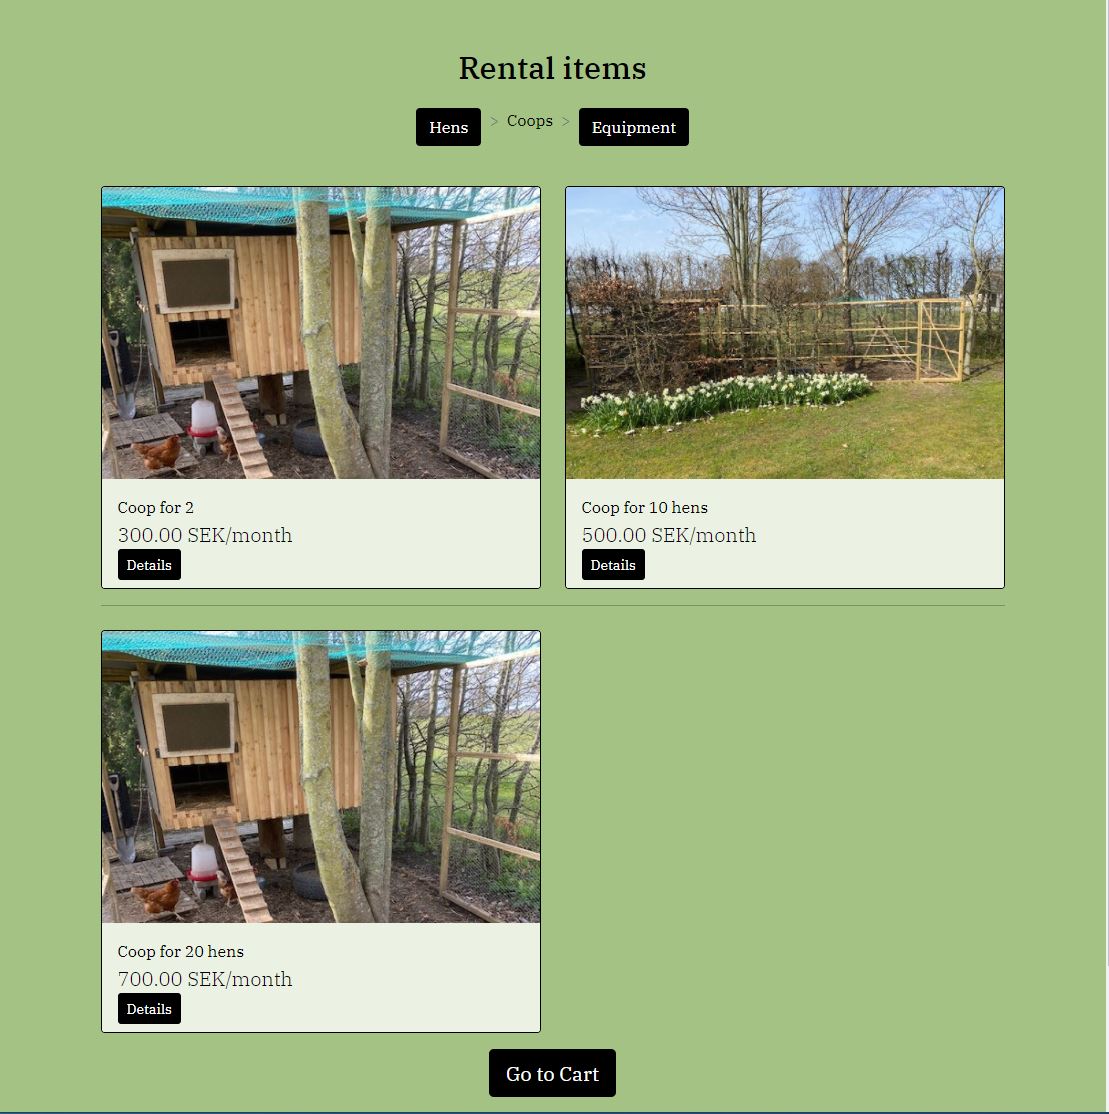 Rental items
Hens > Coops > Equipment
Coop for 2
300.00 SEK/month
Details
Coop for 10 hens
500.00 SEK/month
Details
Coop for 20 hens
700.00 SEK/month
Details
Go to Cart